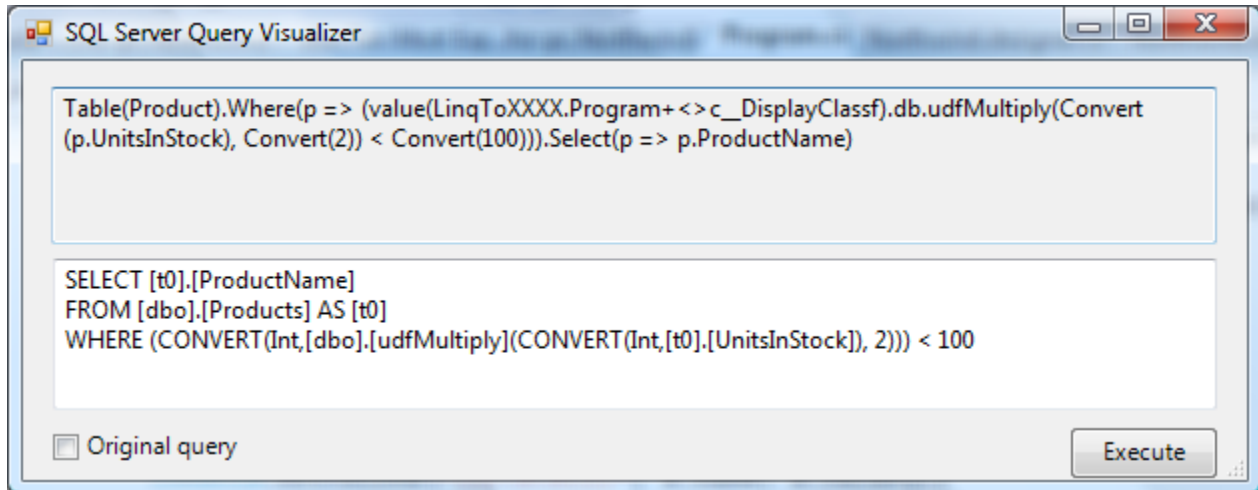 SQL Server Query Visualizer
Table(Product).Where(p => (value(LinqToXXXX.Program+<>c__DisplayClassf).db.udfMultiply(Convert
(p.UnitsInStock), Convert(2)) < Convert(100))).Select(p => p.ProductName)
SELECT [t0].[ProductName]
FROM [dbo].[Products] AS [t0]
WHERE (CONVERT(Int,[dbo].[udfMultiply](CONVERT(Int,[t0].[UnitsInStock]), 2))) < 100
Original query
Execute